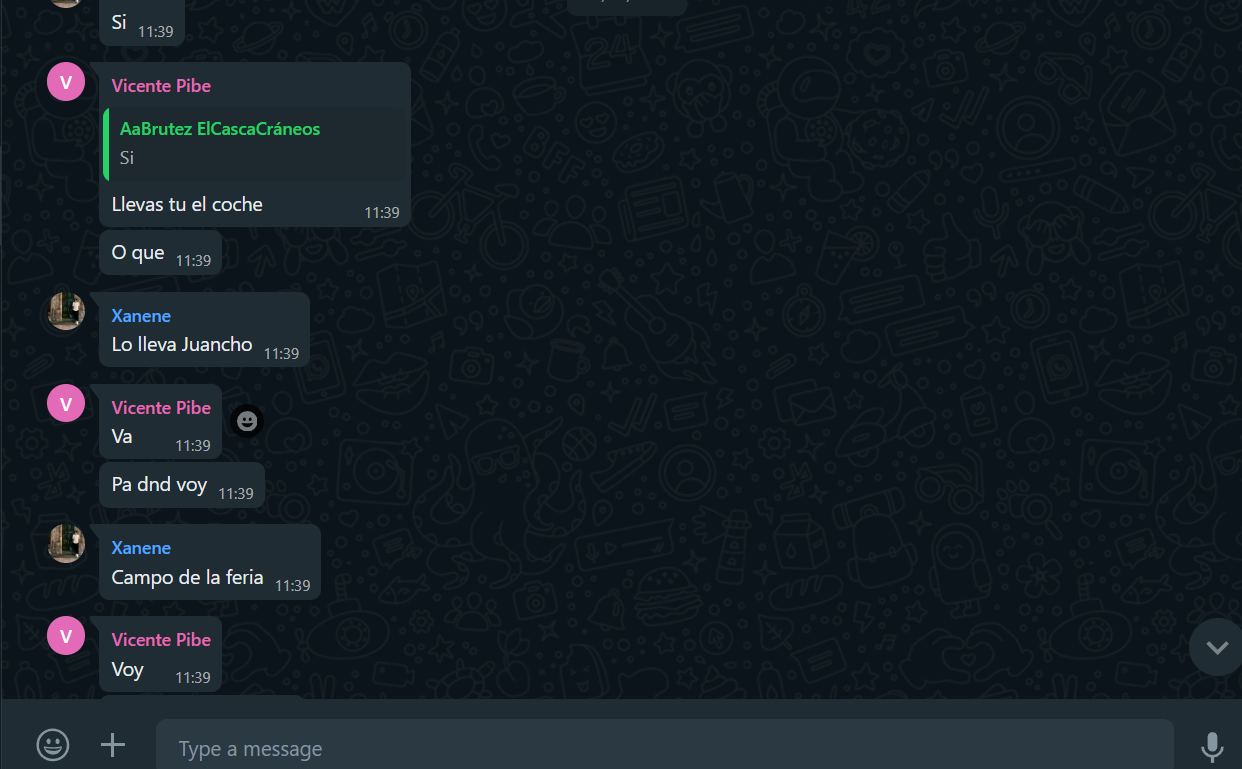 Si 11:39
V
Vicente Pibe
AaBrutez ElCascaCráneos
Si
Llevas tu el coche 11:39
O que 11:39
Xanene
Lo lleva Juancho 11:39
V
Vicente Pibe
Va 11:39
Pa dnd voy 11:39
Xanene
Campo de la feria 11:39
V
Vicente Pibe
Voy 11:39
Type a message